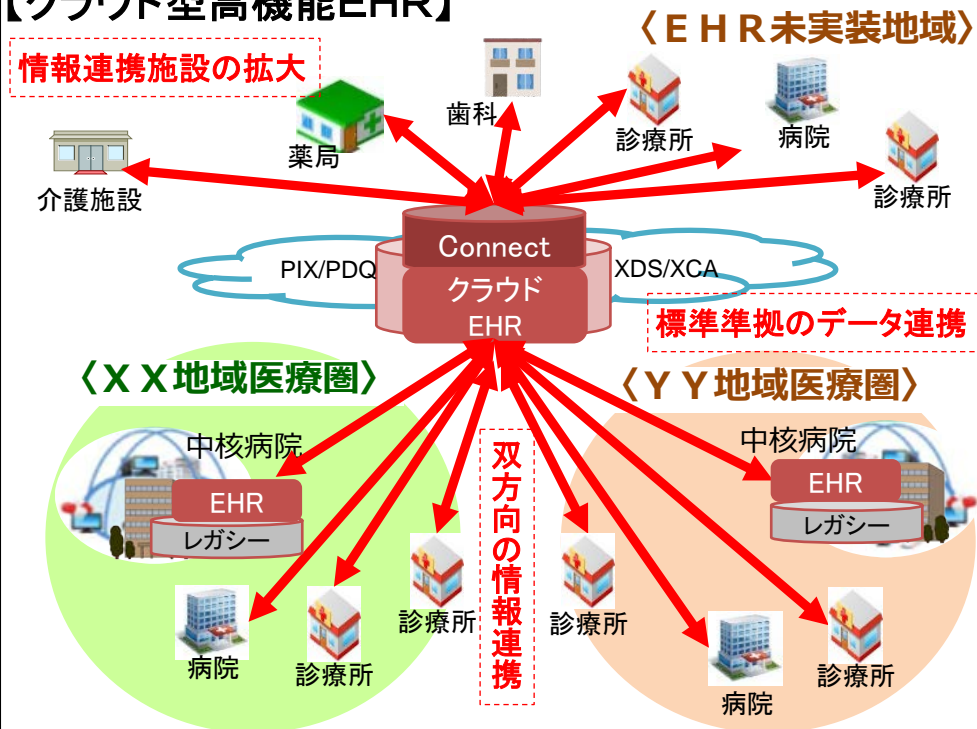 【クラウド型高機能EHR】
〈ＥＨＲ未実装地域〉
情報連携施設の拡大
介護施設
薬局
歯科
診療所
病院
診療所
Connect
PIX/PDQ
XDS/XCA
クラウド
EHR
標準準拠のデータ連携
〈ＸＸ地域医療圏〉
〈ＹＹ地域医療圏〉
中核病院
EHR
レガシー
病院
診療所
診療所
双方向の情報連携
中核病院
EHR
レガシー
診療所
病院
診療所